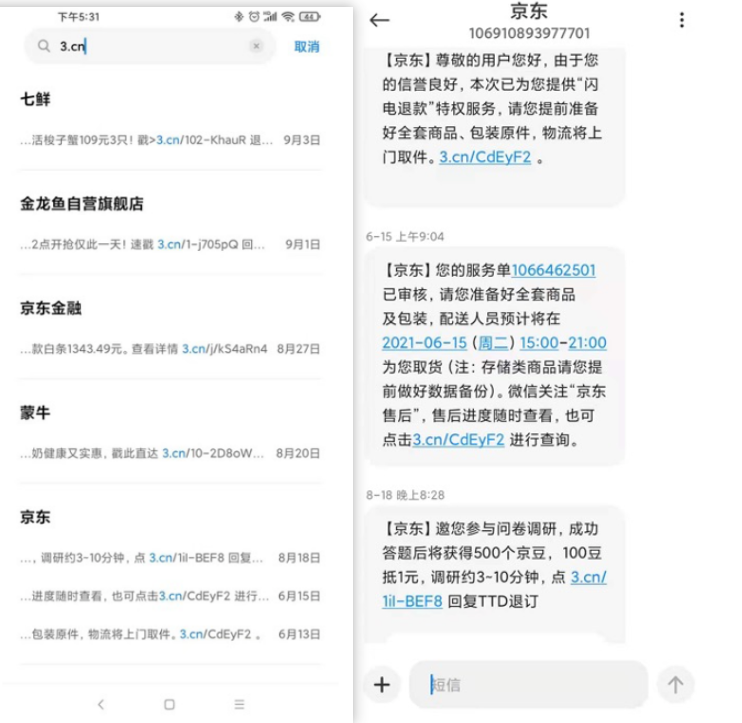 下午5:31
44
3.cn
取消
七鲜
...活梭子蟹109元3只！戳>3.cn/102-KhauR 退... 9月3日
金龙鱼自营旗舰店
...2点开抢仅此一天！速戳 3.cn/1-j705pQ 回... 9月1日
京东金融
...款白条1343.49元。查看详情 3.cn/j/kS4aRn4 8月27日
蒙牛
...奶健康又实惠，戳此直达 3.cn/10-2D8oW... 8月20日
京东
...，调研约3~10分钟，点 3.cn/1iI-BEF8 回复... 8月18日
...进度随时查看，也可点击3.cn/CdEyF2 进行... 6月15日
...包装原件，物流将上门取件。3.cn/CdEyF2 。 6月13日
京东
106910893977701
【京东】尊敬的用户您好，由于您
的信誉良好，本次已为您提供“闪
电退款”特权服务，请您提前准备
好全套商品、包装原件，物流将上
门取件。3.cn/CdEyF2 。
6-15 上午9:04
【京东】您的服务单1066462501
已审核，请您准备好全套商品
及包装，配送人员预计将在
2021-06-15（周二）15:00-21:00
为您取货（注：存储类商品请您提
前做好数据备份）。微信关注“京东
售后”，售后进度随时查看，也可
点击3.cn/CdEyF2 进行查询。
8-18 晚上8:28
【京东】邀您参与问卷调研，成功
答题后将获得500个京豆，100豆
抵1元，调研约3~10分钟，点 3.cn/
1iI-BEF8 回复TTD退订
短信